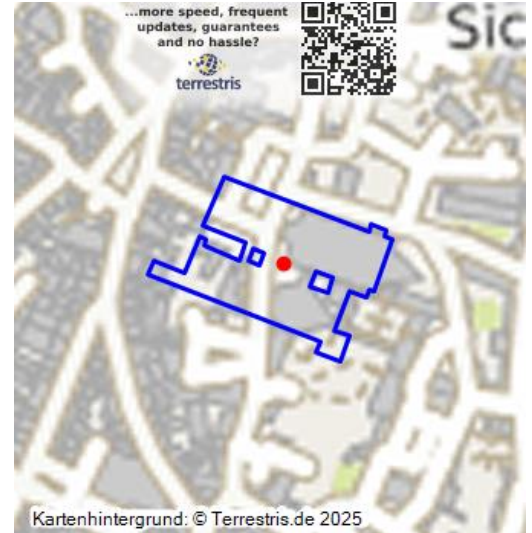 ...more speed, frequent
updates, guarantees
and no hassle?
terrestris
Sic
Kartenhintergrund: © Terrestris.de 2025